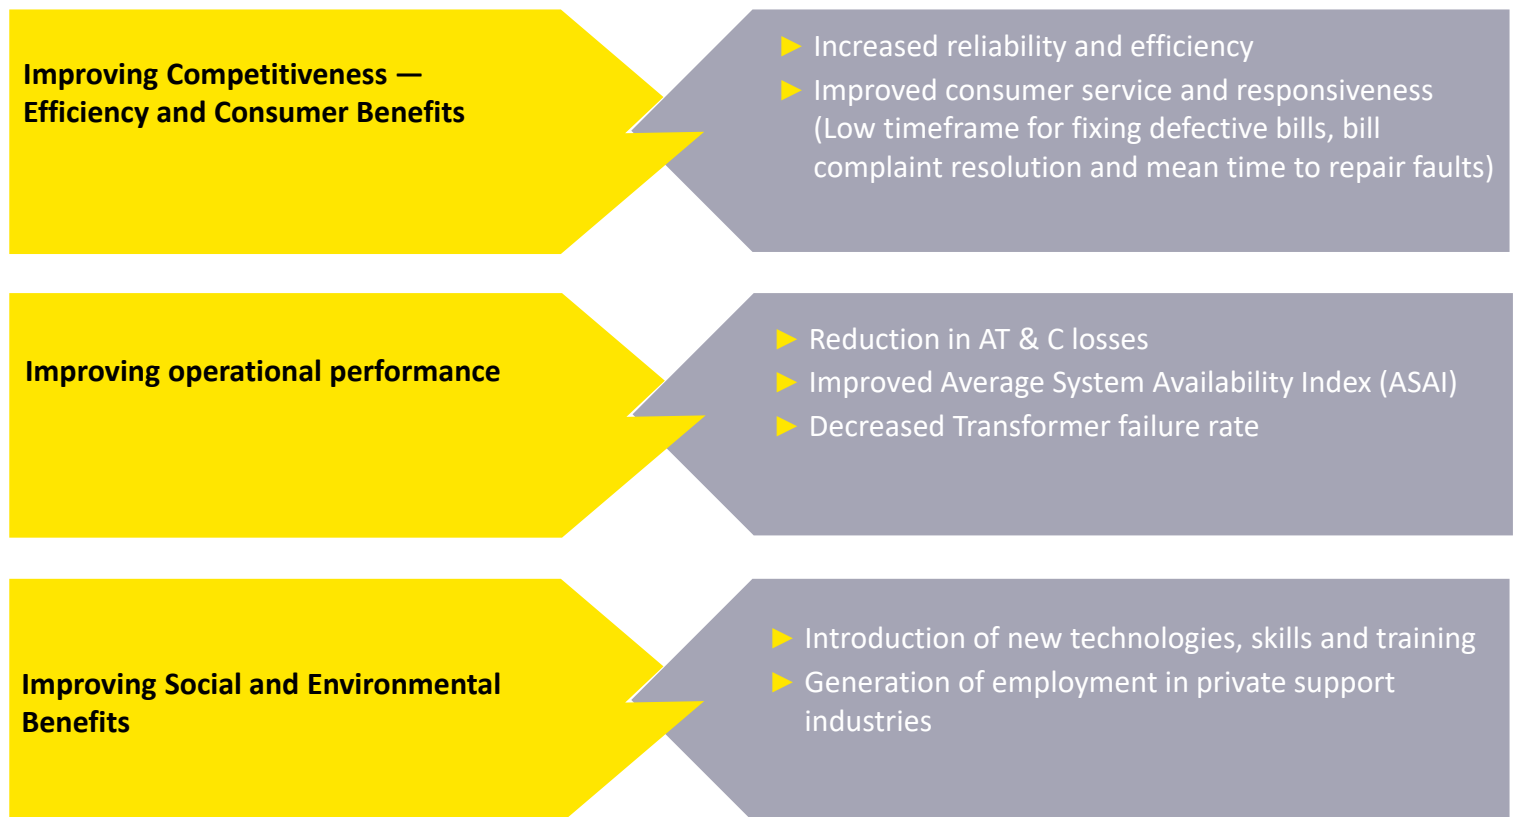 Improving Competitiveness —
Efficiency and Consumer Benefits
► Increased reliability and efficiency
► Improved consumer service and responsiveness
(Low timeframe for fixing defective bills, bill
complaint resolution and mean time to repair faults)
Improving operational performance
► Reduction in AT & C losses
► Improved Average System Availability Index (ASAI)
► Decreased Transformer failure rate
Improving Social and Environmental
Benefits
► Introduction of new technologies, skills and training
► Generation of employment in private support
industries